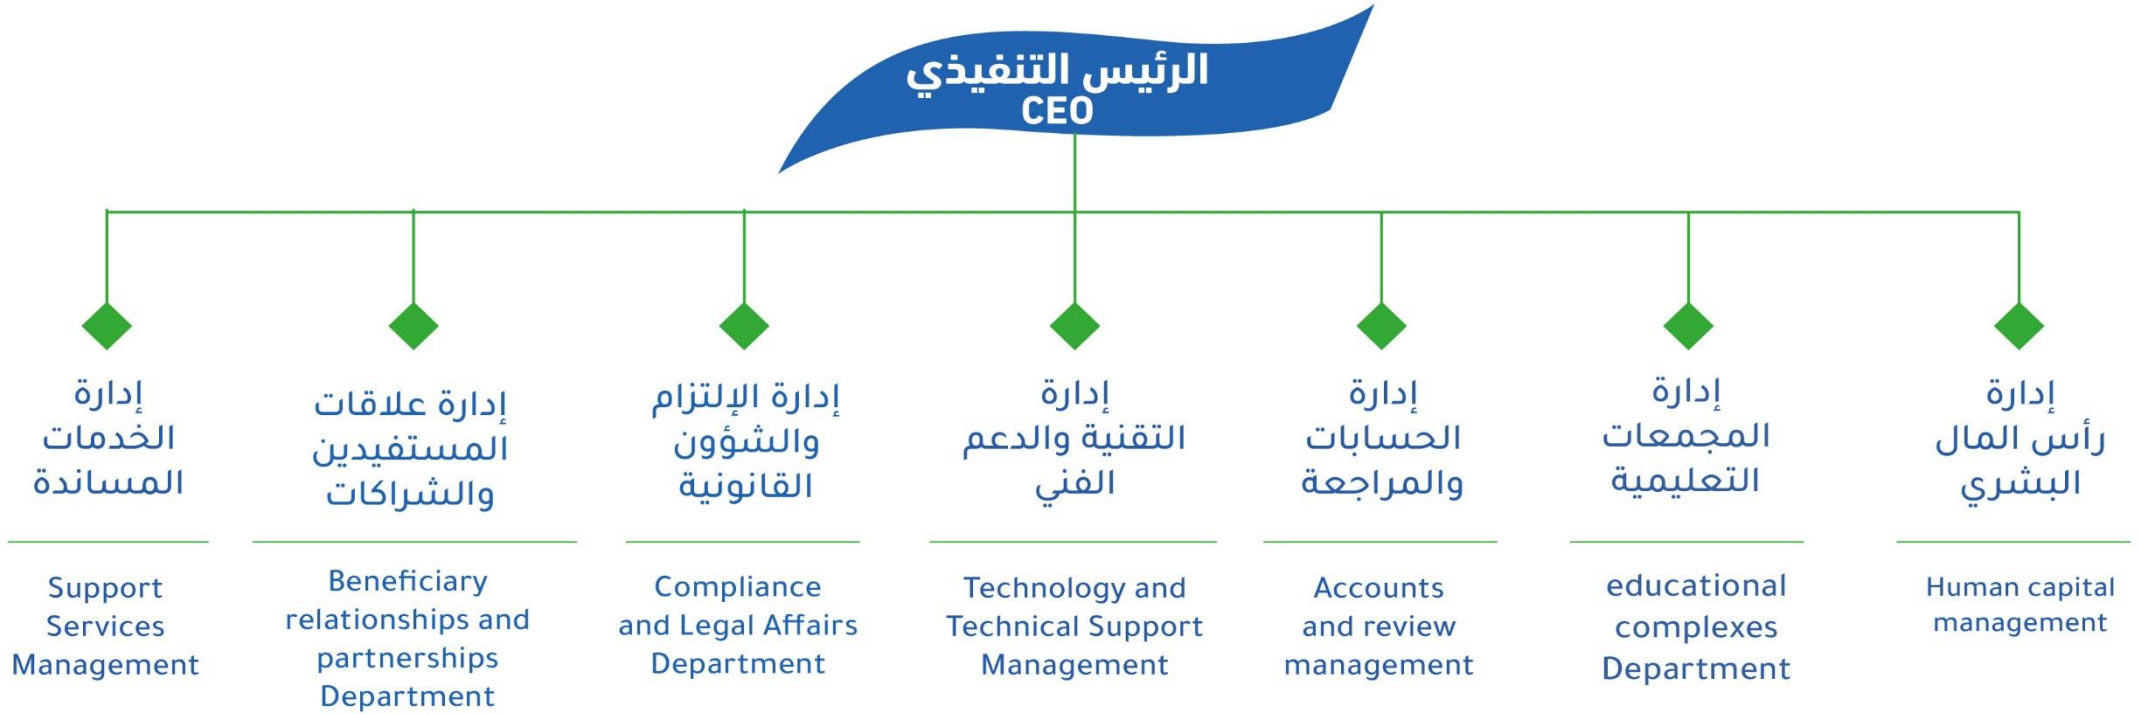 الرئيس التنفيذي
CEO
إدارة
رأس المال
البشري
Human capital
management
إدارة
المجمعات
التعليمية
educational
complexes
Department
إدارة
الحسابات
والمراجعة
Accounts
and review
management
إدارة
التقنية والدعم
الفني
Technology and
Technical Support
Management
إدارة الإلتزام
والشؤون
القانونية
Compliance
and Legal Affairs
Department
إدارة علاقات
المستفيدين
والشراكات
Beneficiary
relationships and
partnerships
Department
إدارة
الخدمات
المساندة
Support
Services
Management